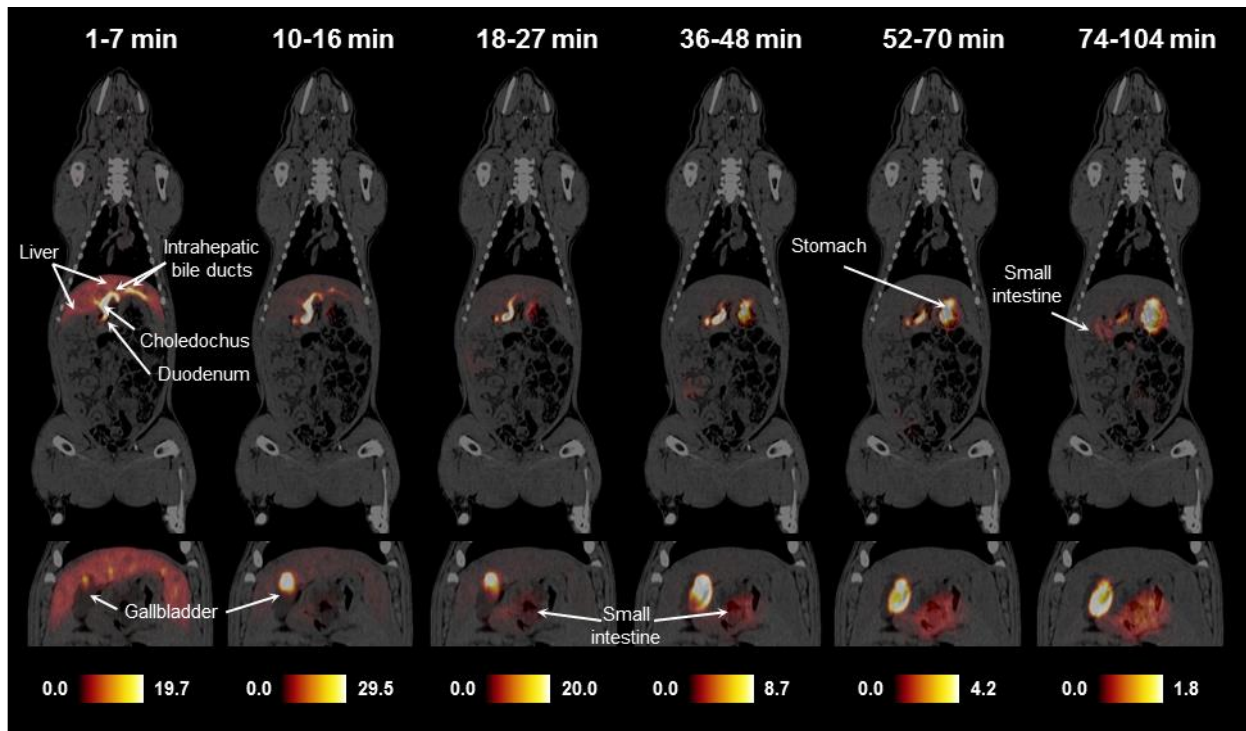 1-7 min
10-16 min
18-27 min
36-48 min
52-70 min
74-104 min
Liver
Intrahepatic
bile ducts
Choledochus
Duodenum
Stomach
Small
intestine
Gallbladder
Small
intestine
0.0 19.7
0.0 29.5
0.0 20.0
0.0 8.7
0.0 4.2
0.0 1.8